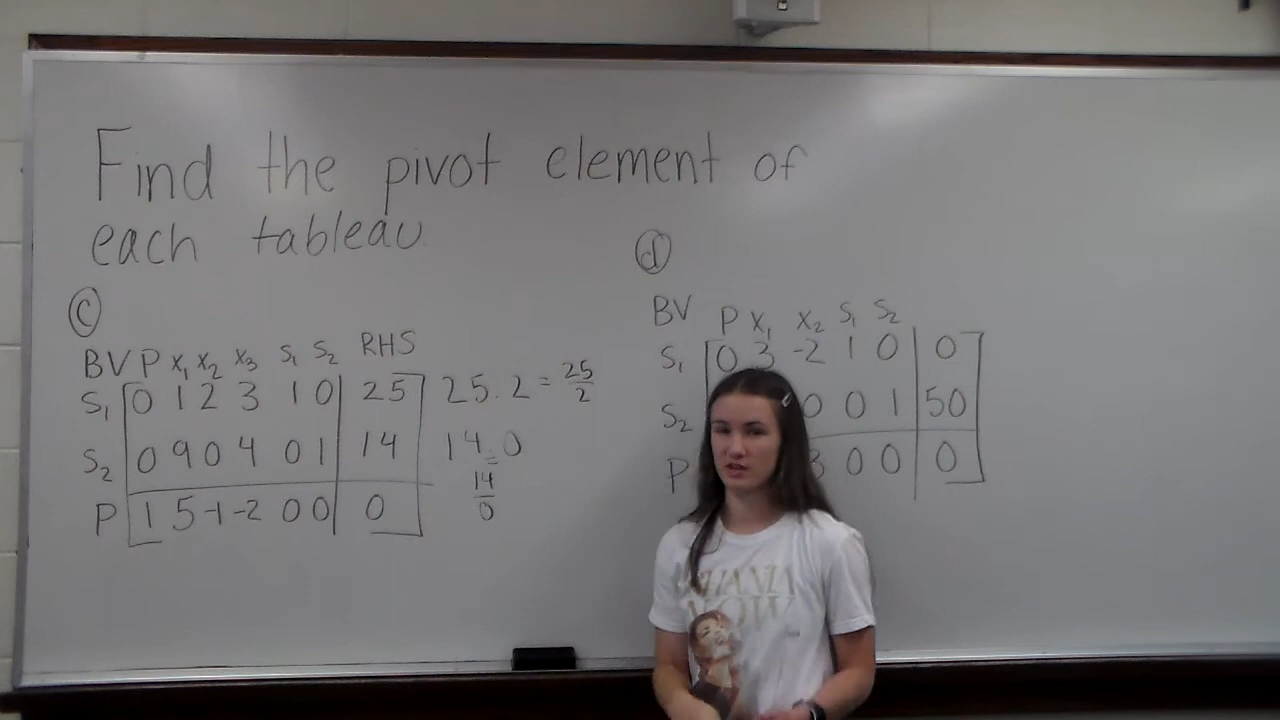 Find the pivot element of
each tableau
c
BV P x₁ x₂ x₃ s₁ s₂ RHS
S₁ 0 1 2 3 1 0 25 25÷2 = 25/2
S₂ 0 9 0 4 0 1 14 14÷0 = 14/0
P 1 5 -1 -2 0 0 0
d
BV P x₁ x₂ s₁ s₂
S₁ 0 3 -2 1 0 0
S₂ 0 0 1 50
P 0 0 0
NOW